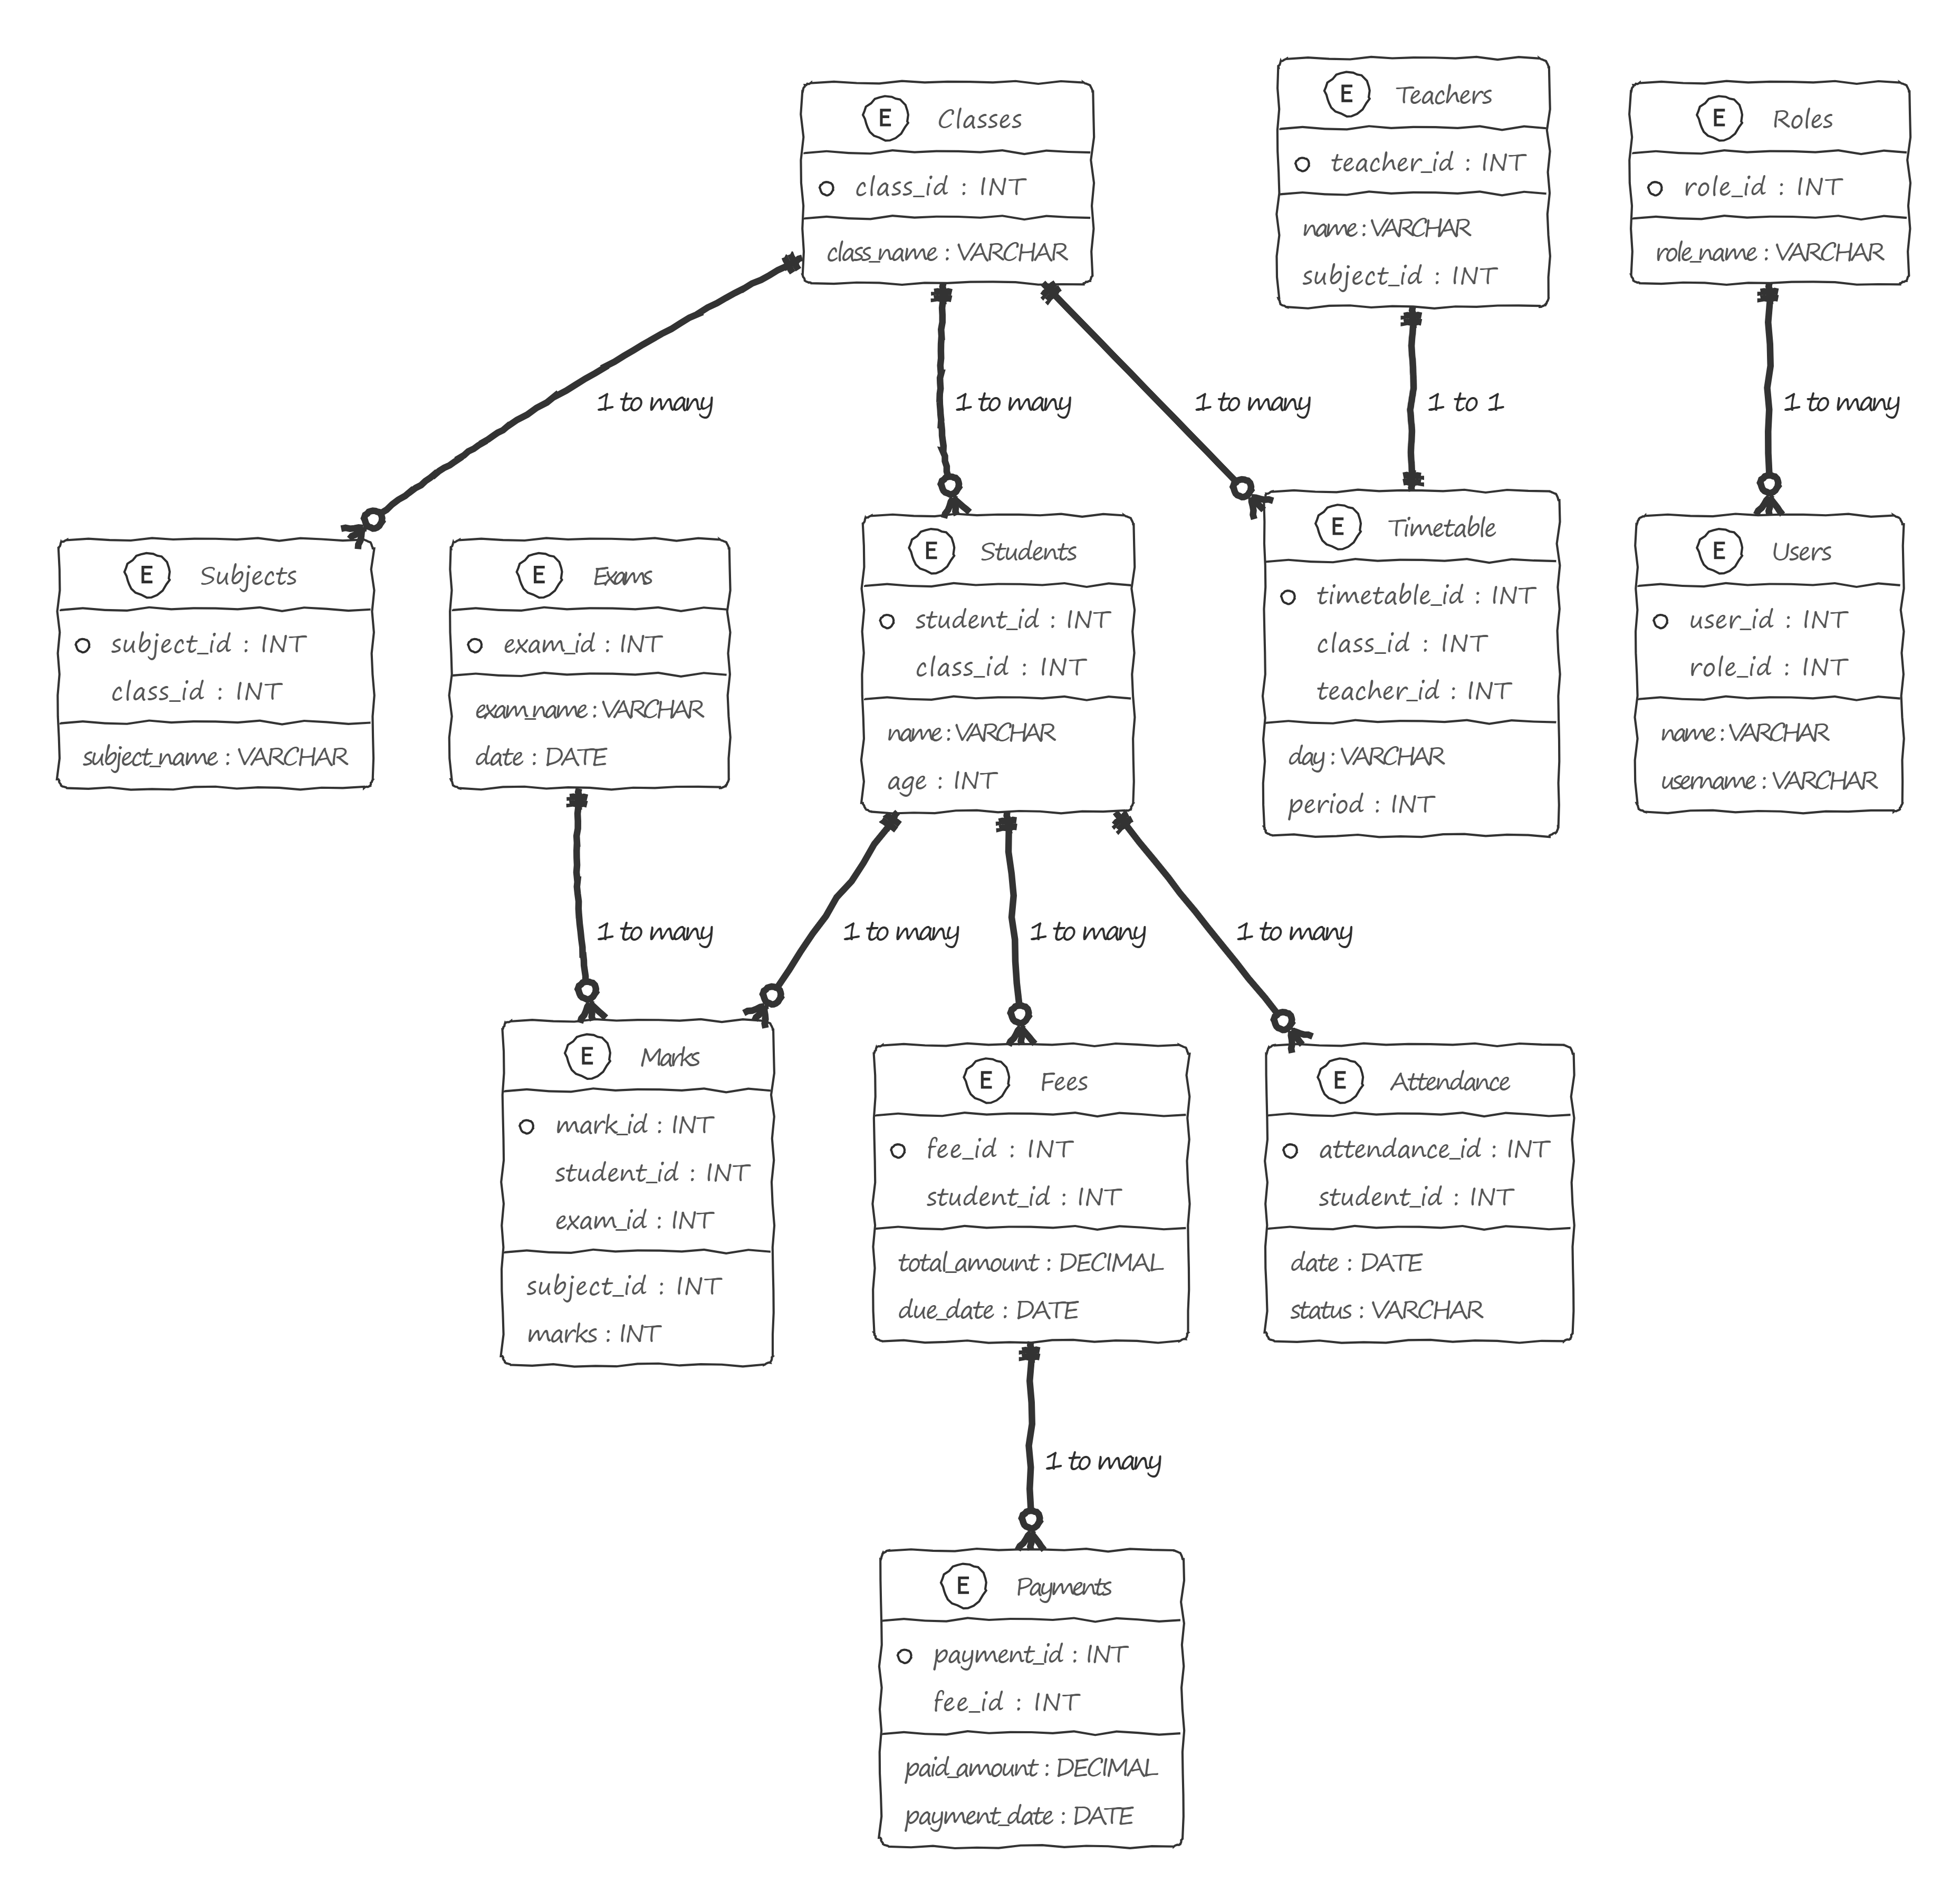 E Classes
class_id : INT
class_name : VARCHAR
E Teachers
teacher_id : INT
name : VARCHAR
subject_id : INT
E Roles
role_id : INT
role_name : VARCHAR
1 to many
1 to many
1 to many
1 to 1
1 to many
E Subjects
subject_id : INT
class_id : INT
subject_name : VARCHAR
E Exams
exam_id : INT
exam_name : VARCHAR
date : DATE
E Students
student_id : INT
class_id : INT
name : VARCHAR
age : INT
E Timetable
timetable_id : INT
class_id : INT
teacher_id : INT
day : VARCHAR
period : INT
E Users
user_id : INT
role_id : INT
name : VARCHAR
username : VARCHAR
1 to many
1 to many
1 to many
1 to many
E Marks
mark_id : INT
student_id : INT
exam_id : INT
subject_id : INT
marks : INT
E Fees
fee_id : INT
student_id : INT
total_amount : DECIMAL
due_date : DATE
E Attendance
attendance_id : INT
student_id : INT
date : DATE
status : VARCHAR
1 to many
E Payments
payment_id : INT
fee_id : INT
paid_amount : DECIMAL
payment_date : DATE